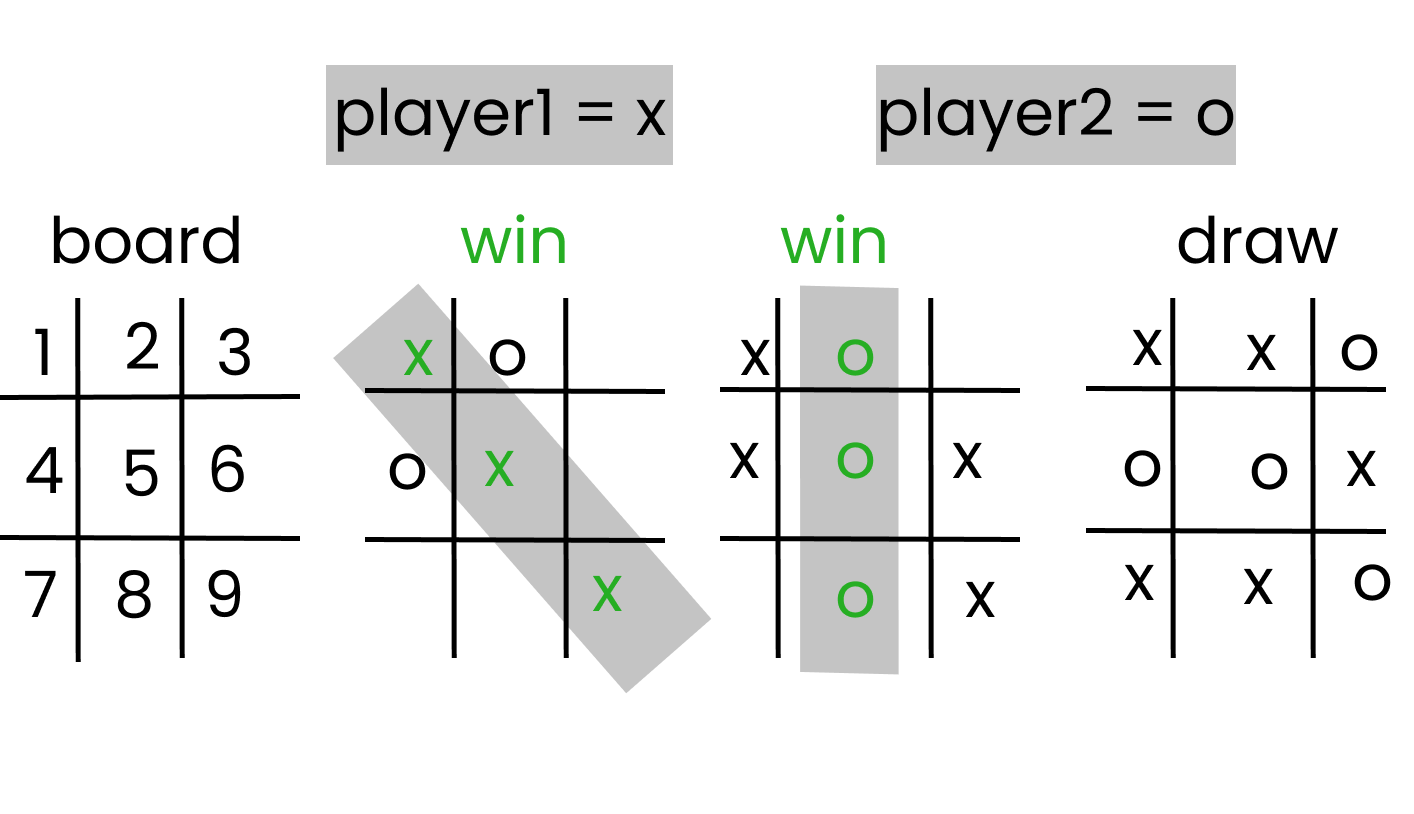 player1 = x player2 = o
board win win draw
1 2 3 x o x o x x o
4 5 6 o x x o x o o x
7 8 9 x o x x x o